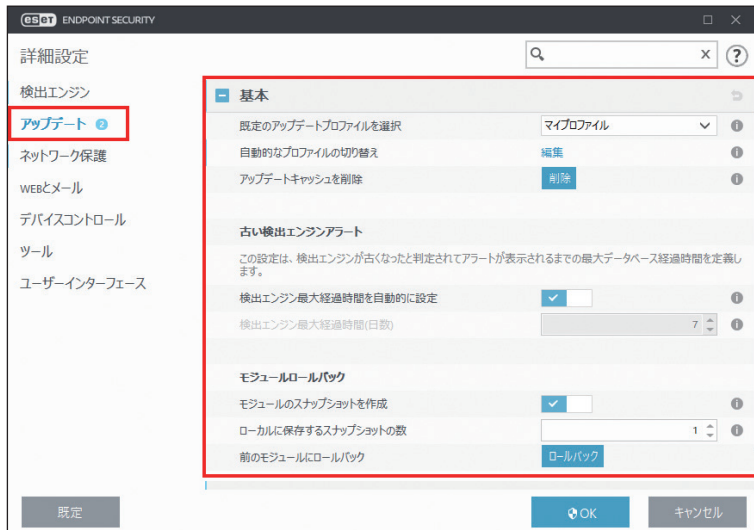 eset ENDPOINT SECURITY
詳細設定
x
?
検出エンジン
アップデート 2
ネットワーク保護
WEBとメール
デバイスコントロール
ツール
ユーザーインターフェース
基本
既定のアップデートプロファイルを選択 マイプロファイル
自動的なプロファイルの切り替え 編集
アップデートキャッシュを削除 削除
古い検出エンジンアラート
この設定は、検出エンジンが古くなったと判定されてアラートが表示されるまでの最大データベース経過時間を定義し
ます。
検出エンジン最大経過時間を自動的に設定
検出エンジン最大経過時間(日数) 7
モジュールロールバック
モジュールのスナップショットを作成
ローカルに保存するスナップショットの数 1
前のモジュールにロールバック ロールバック
既定
OK
キャンセル